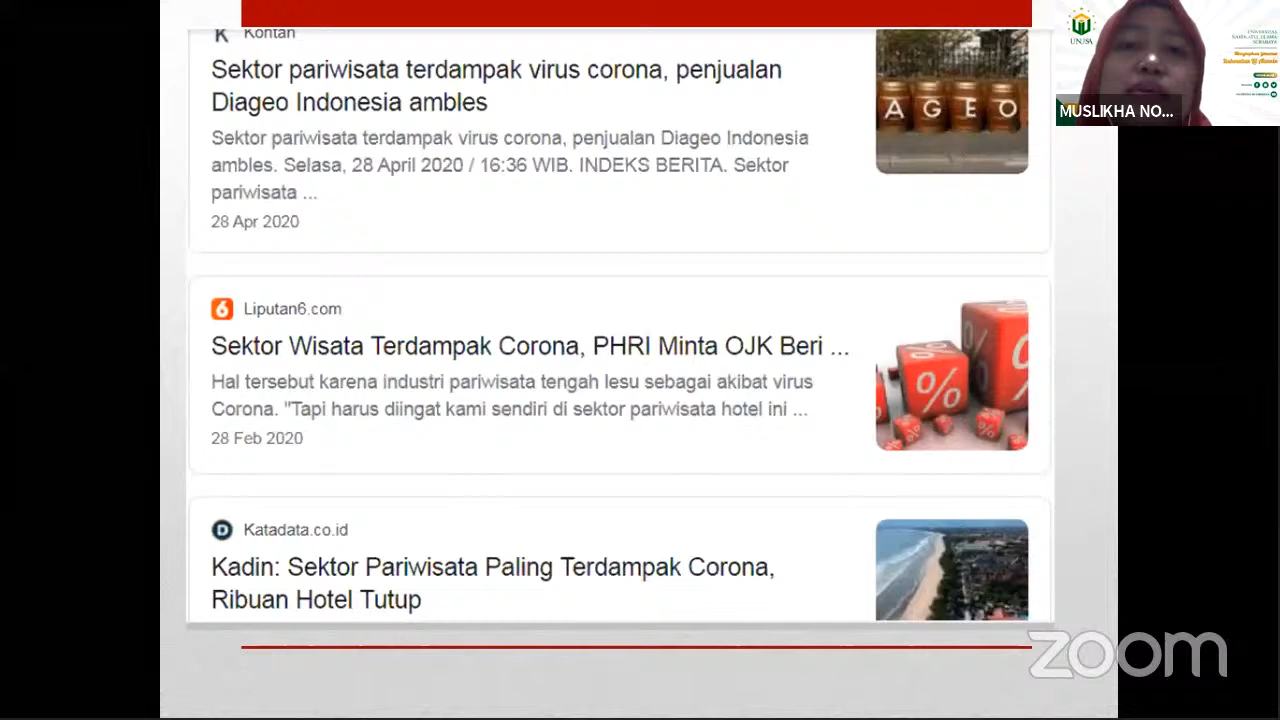 Kontan
Sektor pariwisata terdampak virus corona, penjualan
Diageo Indonesia ambles
Sektor pariwisata terdampak virus corona, penjualan Diageo Indonesia
ambles. Selasa, 28 April 2020 / 16:36 WIB. INDEKS BERITA. Sektor
pariwisata ...
28 Apr 2020
AGEO
Liputan6.com
Sektor Wisata Terdampak Corona, PHRI Minta OJK Beri ...
Hal tersebut karena industri pariwisata tengah lesu sebagai akibat virus
Corona. "Tapi harus diingat kami sendiri di sektor pariwisata hotel ini ...
28 Feb 2020
Katadata.co.id
Kadin: Sektor Pariwisata Paling Terdampak Corona,
Ribuan Hotel Tutup
UNUSA
MUSLIKHA NO...
zoom